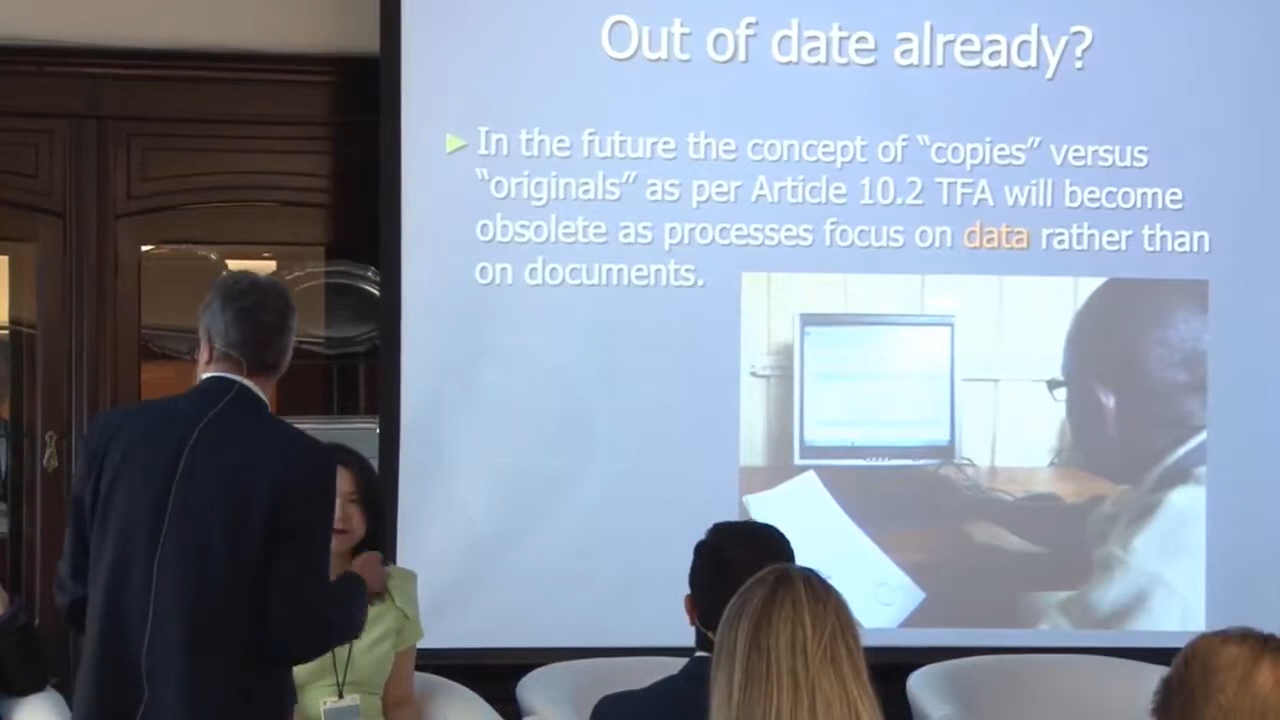 Out of date already?
► In the future the concept of “copies” versus
“originals” as per Article 10.2 TFA will become
obsolete as processes focus on data rather than
on documents.